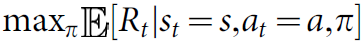 max_π 𝔼[R_t|s_t = s,a_t = a,π]